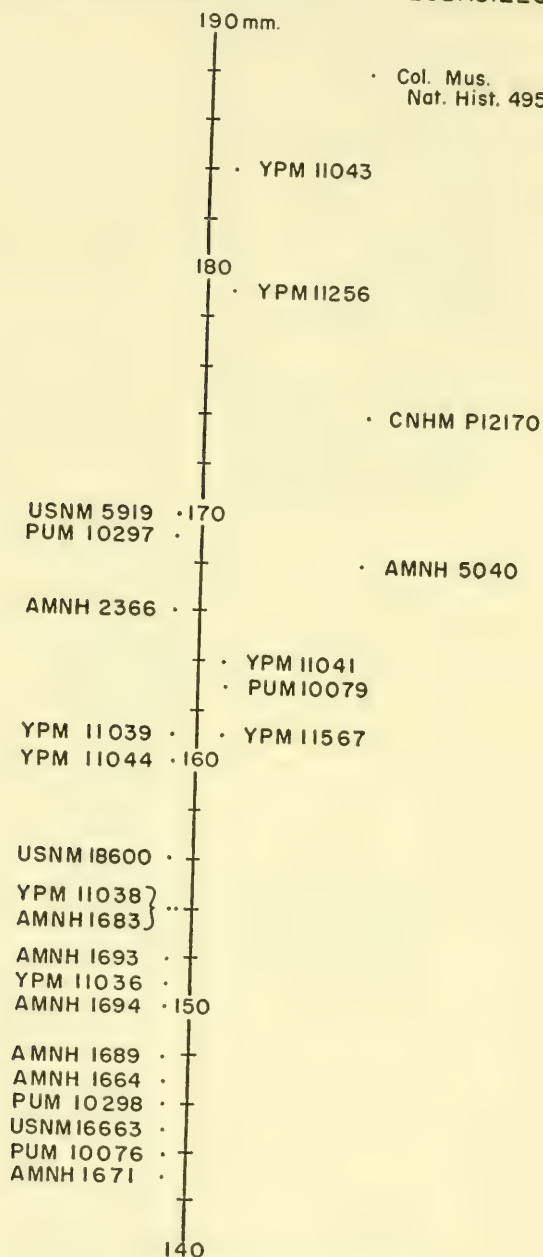 190 mm.
Col. Mus.
Nat. Hist. 495
YPM 11043
180
YPM 11256
CNHM P12170
USNM 5919
170
PUM 10297
AMNH 5040
AMNH 2366
YPM 11041
PUM 10079
YPM 11039
YPM 11567
YPM 11044
160
USNM 18600
YPM 11038
AMNH 1683
AMNH 1693
YPM 11036
AMNH 1694
150
AMNH 1689
AMNH 1664
PUM 10298
USNM 16663
PUM 10076
AMNH 1671
140